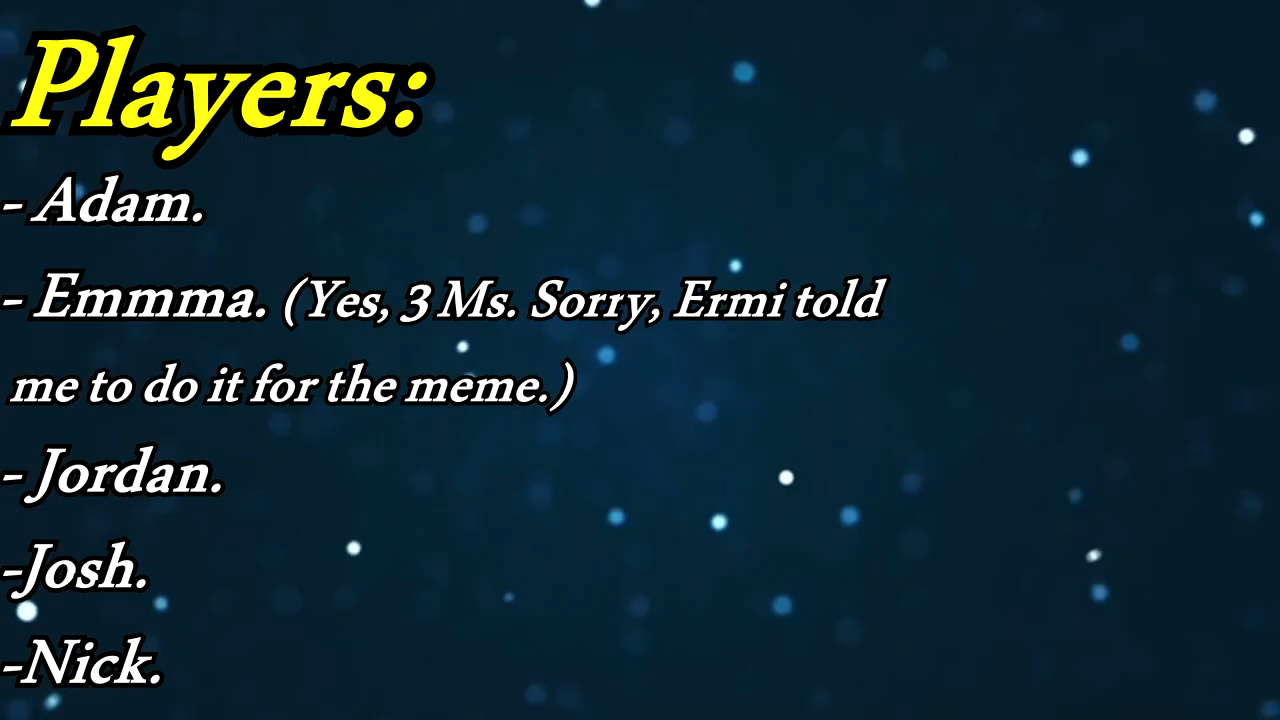 Players:
- Adam.
- Emmma. (Yes, 3 Ms. Sorry, Ermi told
me to do it for the meme.)
- Jordan.
-Josh.
-Nick.